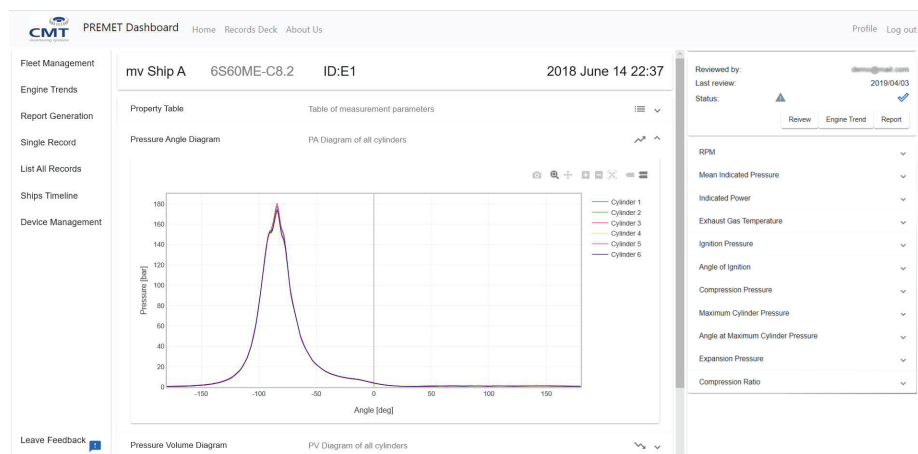 CMT
PREMET Dashboard
Home
Records Deck
About Us
Profile
Log out
Fleet Management
Engine Trends
Report Generation
Single Record
List All Records
Ships Timeline
Device Management
Leave Feedback
mv Ship A
6S60ME-C8.2
ID:E1
2018 June 14 22:37
Property Table
Table of measurement parameters
Pressure Angle Diagram
PA Diagram of all cylinders
180
160
140
120
100
80
60
40
20
0
Pressure [bar]
-150
-100
-50
0
50
100
150
Angle [deg]
Cylinder 1
Cylinder 2
Cylinder 3
Cylinder 4
Cylinder 5
Cylinder 6
Pressure Volume Diagram
PV Diagram of all cylinders
Reviewed by:
Last review:
2019/04/03
Status:
Reivew
Engine Trend
Report
RPM
Mean Indicated Pressure
Indicated Power
Exhaust Gas Temperature
Ignition Pressure
Angle of Ignition
Compression Pressure
Maximum Cylinder Pressure
Angle at Maximum Cylinder Pressure
Expansion Pressure
Compression Ratio